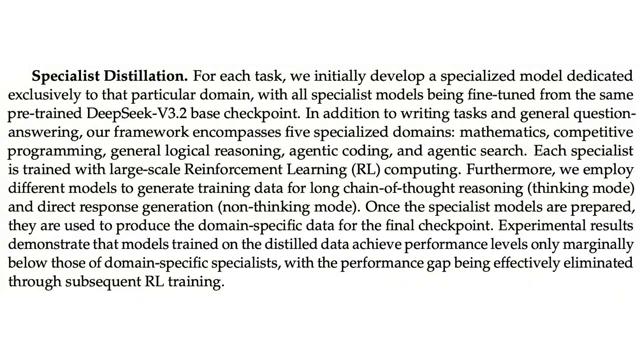 Specialist Distillation. For each task, we initially develop a specialized model dedicated
exclusively to that particular domain, with all specialist models being fine-tuned from the same
pre-trained DeepSeek-V3.2 base checkpoint. In addition to writing tasks and general question-
answering, our framework encompasses five specialized domains: mathematics, competitive
programming, general logical reasoning, agentic coding, and agentic search. Each specialist
is trained with large-scale Reinforcement Learning (RL) computing. Furthermore, we employ
different models to generate training data for long chain-of-thought reasoning (thinking mode)
and direct response generation (non-thinking mode). Once the specialist models are prepared,
they are used to produce the domain-specific data for the final checkpoint. Experimental results
demonstrate that models trained on the distilled data achieve performance levels only marginally
below those of domain-specific specialists, with the performance gap being effectively eliminated
through subsequent RL training.